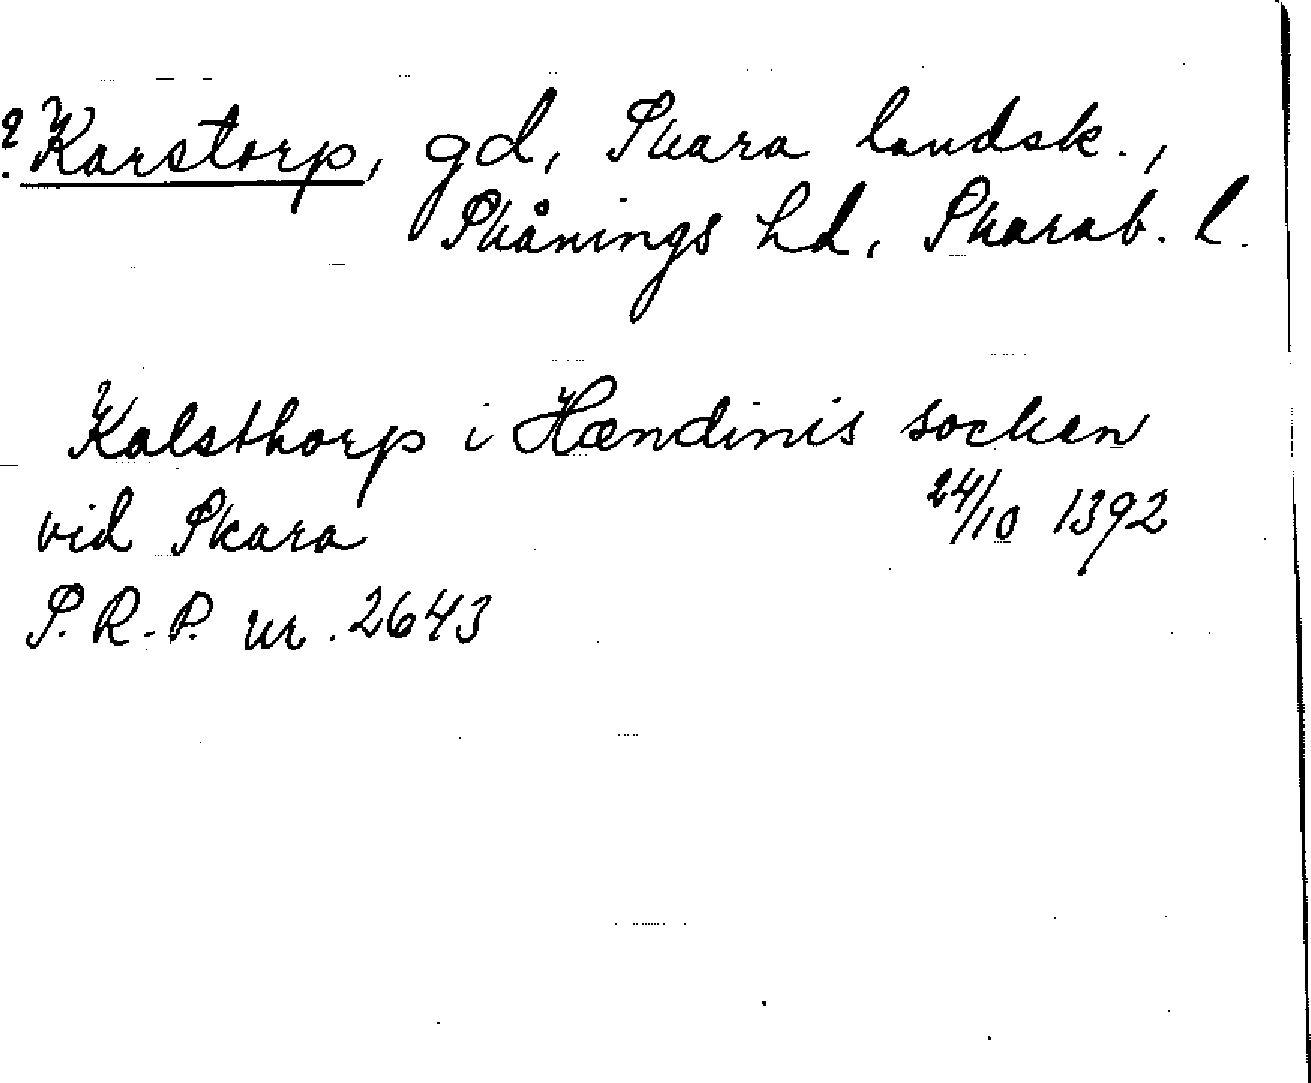 ? Karstorp, gd, Skara landsk.,
Skånings hd, Skarab. l.
Kalsthorp i Hændinis socken
vid Skara 24/10 1392
S.R.P. nr. 2643